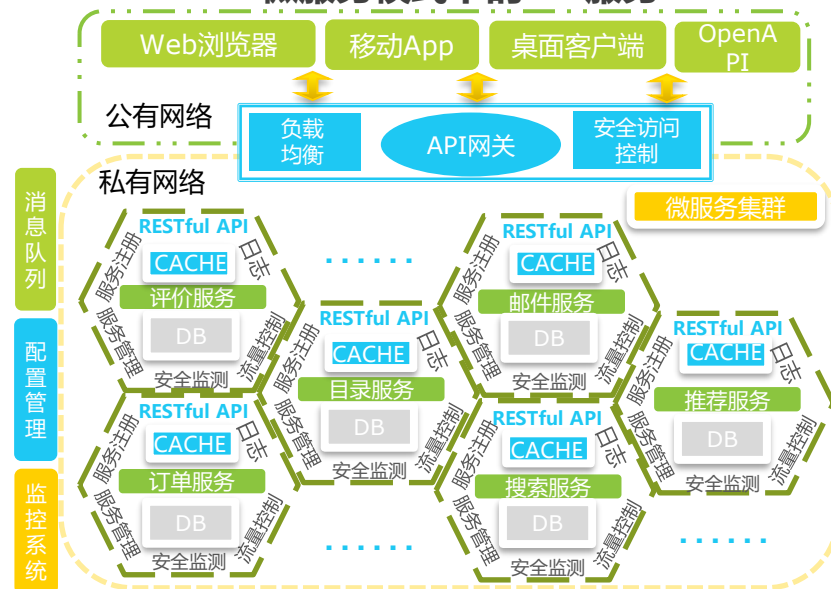 Web浏览器
移动App
桌面客户端
OpenA
PI
公有网络
负载
均衡
API网关
安全访问
控制
私有网络
微服务集群
消息队列
配置管理
监控系统
RESTful API
服务注册
CACHE
日志
评价服务
服务管理
DB
流量控制
安全监测
......
RESTful API
服务注册
CACHE
日志
邮件服务
服务管理
DB
流量控制
安全监测
RESTful API
服务注册
CACHE
日志
目录服务
服务管理
DB
流量控制
安全监测
RESTful API
服务注册
CACHE
日志
推荐服务
服务管理
DB
流量控制
安全监测
RESTful API
服务注册
CACHE
日志
订单服务
服务管理
DB
流量控制
安全监测
......
RESTful API
服务注册
CACHE
日志
搜索服务
服务管理
DB
流量控制
安全监测
......